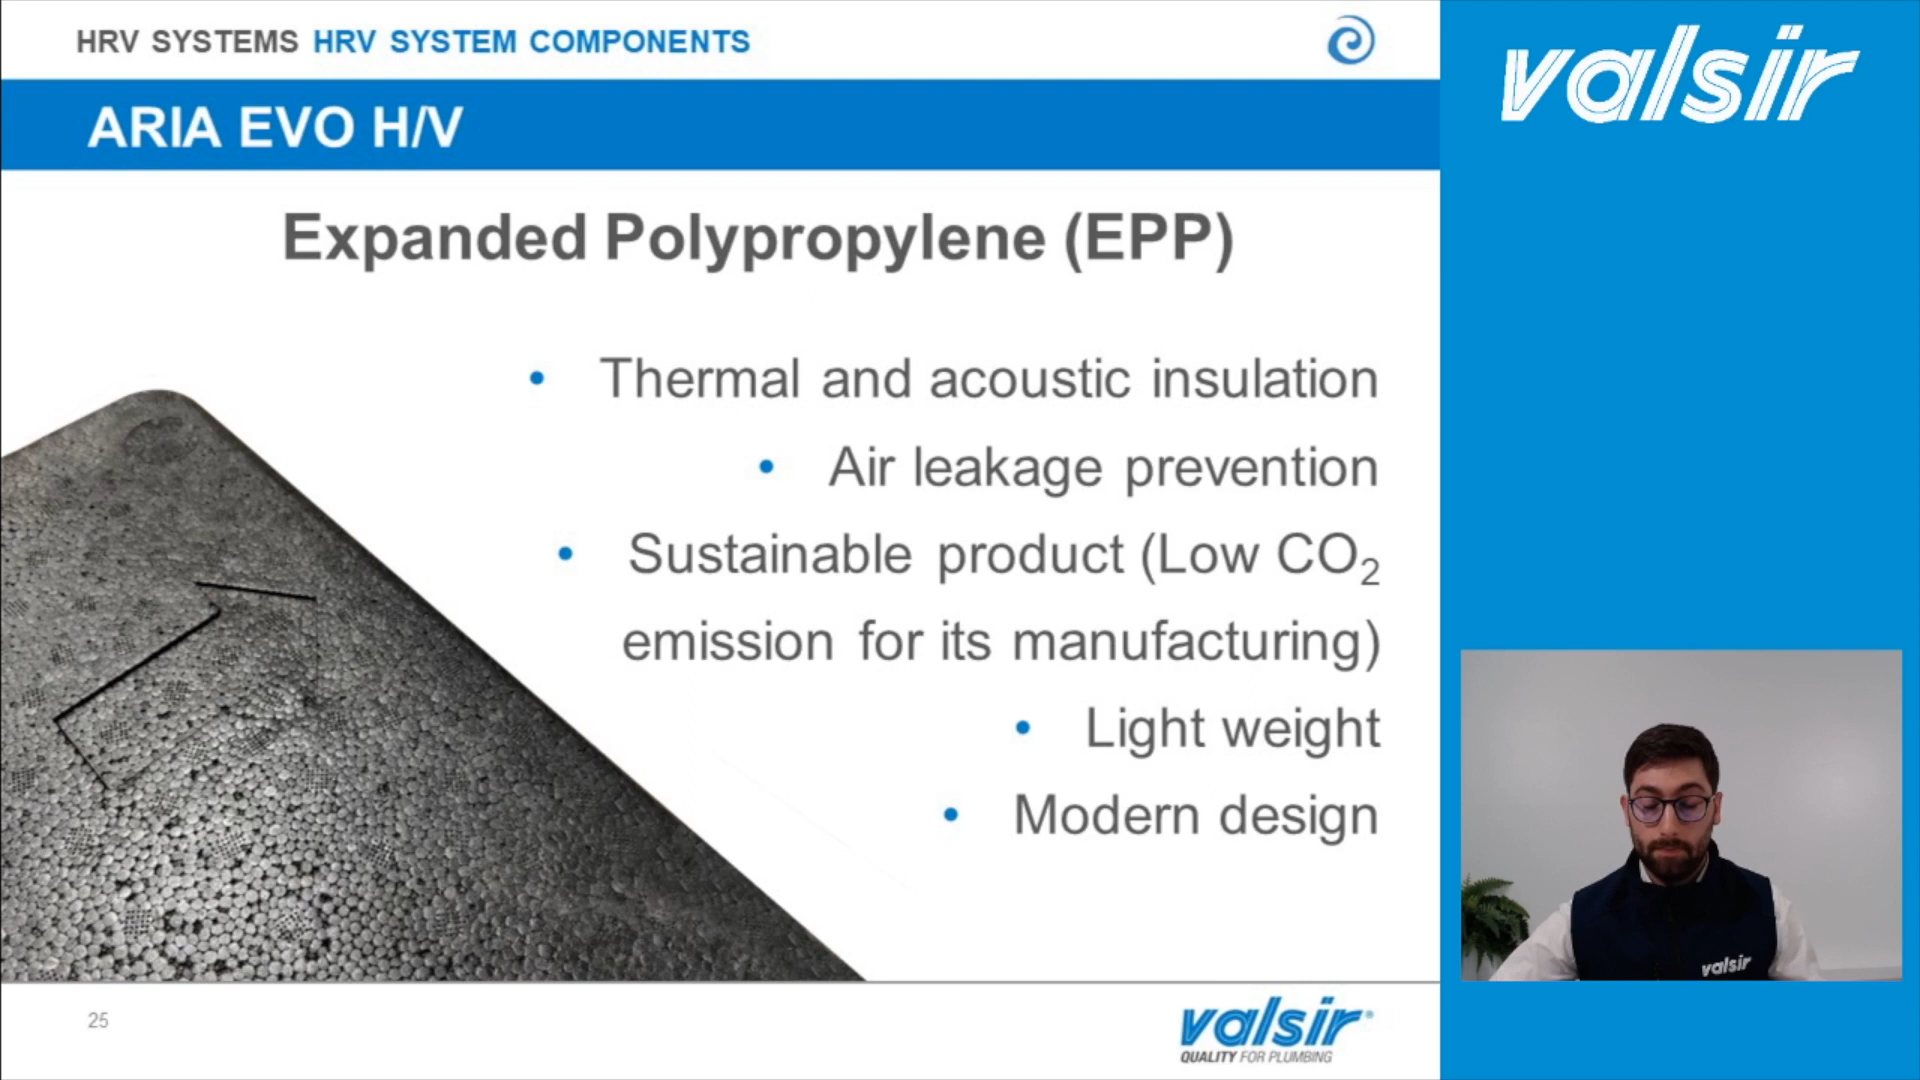 HRV SYSTEMS HRV SYSTEM COMPONENTS
valsir
ARIA EVO H/V
Expanded Polypropylene (EPP)
• Thermal and acoustic insulation
• Air leakage prevention
• Sustainable product (Low CO₂
emission for its manufacturing)
• Light weight
• Modern design
valsir
25
valsir®
QUALITY FOR PLUMBING